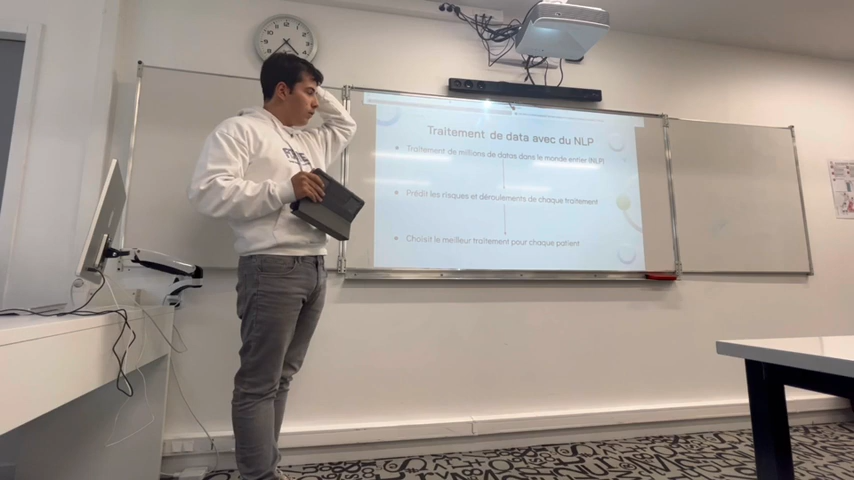 Traitement de data avec du NLP
Traitement de millions de datas dans le monde entier (NLP)
Prédit les risques et déroulements de chaque traitement
Choisit le meilleur traitement pour chaque patient